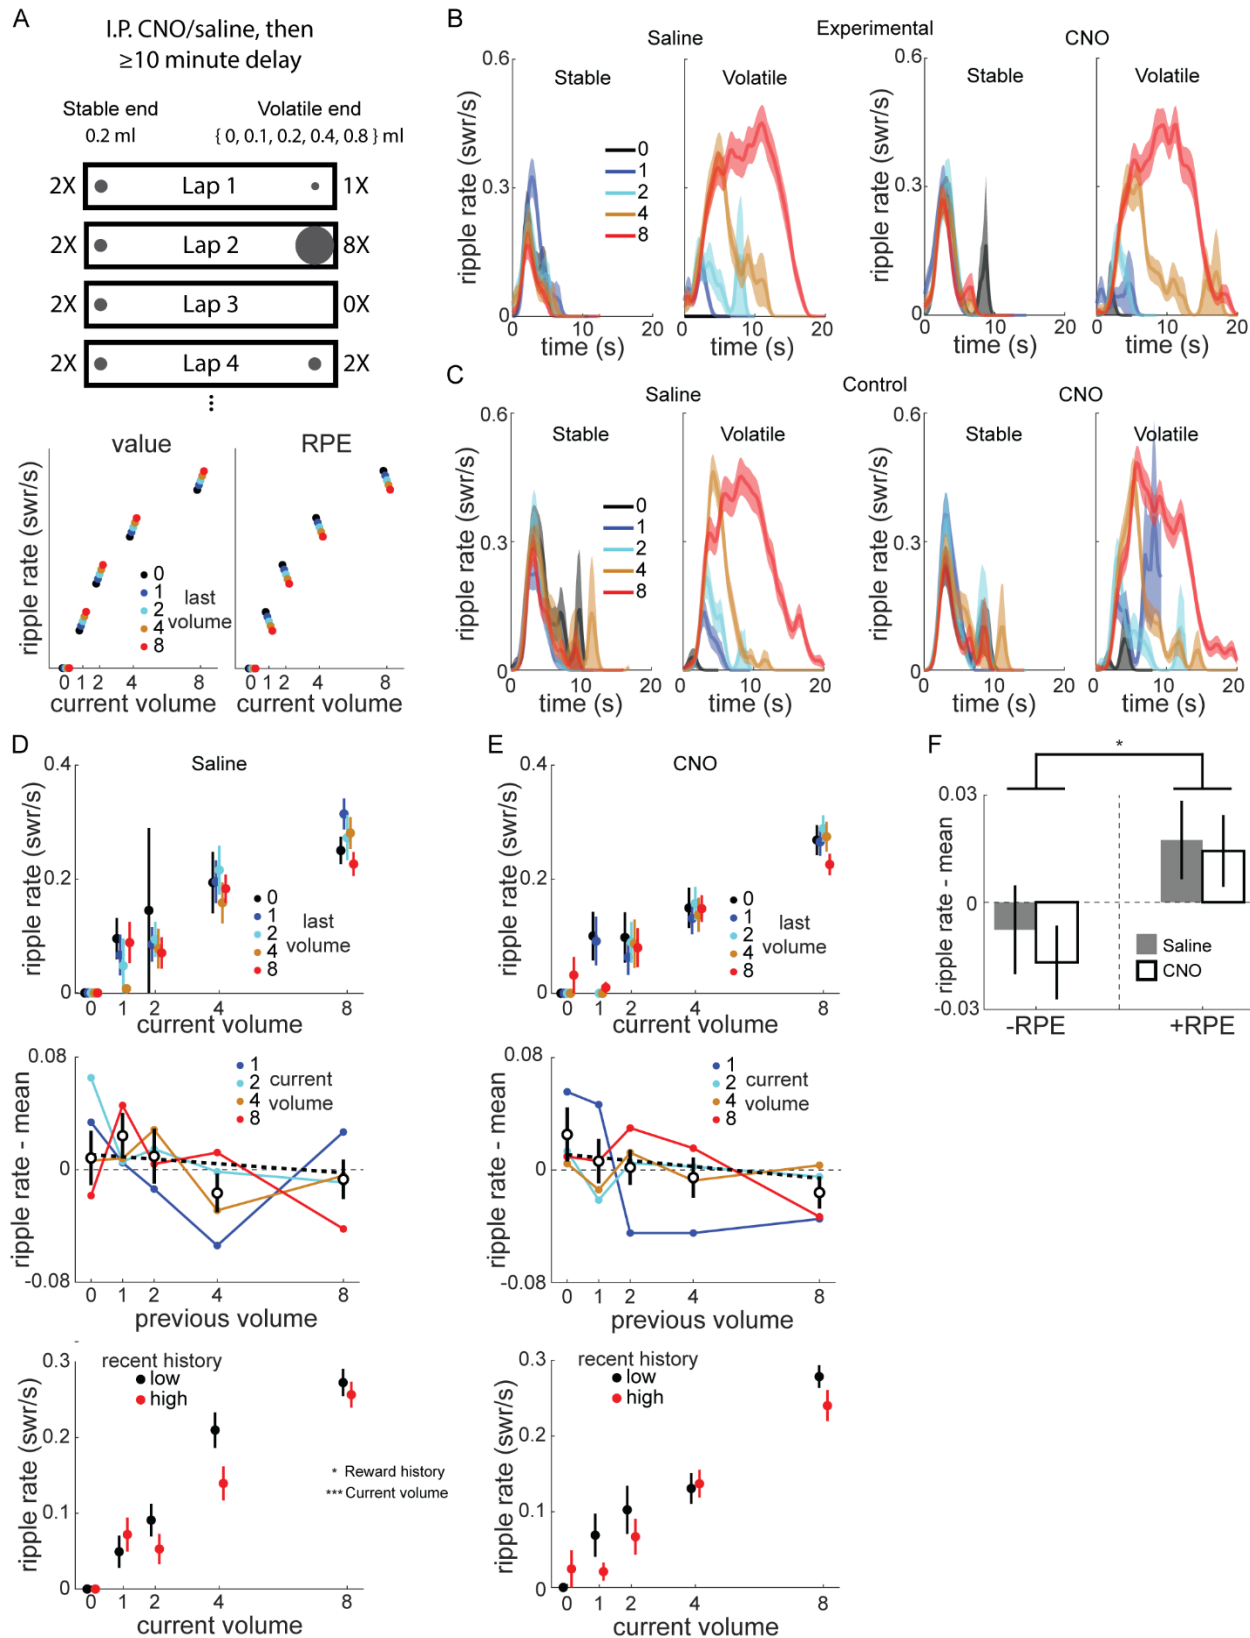 A
I.P. CNO/saline, then
≥10 minute delay
Stable end
Volatile end
0.2 ml
{ 0, 0.1, 0.2, 0.4, 0.8 } ml
2X
Lap 1
1X
2X
Lap 2
8X
2X
Lap 3
0X
2X
Lap 4
2X
value
RPE
ripple rate (swr/s)
0
1
2
4
8
last
volume
0 1 2 4 8
current volume
0 2 4 8
current volume
B
Experimental
Saline
CNO
Stable
Volatile
Stable
Volatile
ripple rate (swr/s)
0.6
0.3
0
0
1
2
4
8
0 10 20
time (s)
0 10 20
time (s)
ripple rate (swr/s)
0.6
0.3
0
0 10 20
time (s)
0 10 20
time (s)
C
Control
Saline
CNO
Stable
Volatile
Stable
Volatile
ripple rate (swr/s)
0.6
0.3
0
0
1
2
4
8
0 10 20
time (s)
0 10 20
time (s)
ripple rate (swr/s)
0.6
0.3
0
0 10 20
time (s)
0 10 20
time (s)
D
Saline
ripple rate (swr/s)
0.4
0.2
0
0
1
2
4
8
last
volume
0 1 2 4 8
current volume
ripple rate - mean
0.08
0
-0.08
1
2
4
8
current
volume
0 1 2 4 8
previous volume
ripple rate (swr/s)
0.3
0.2
0.1
0
recent history
low
high
* Reward history
*** Current volume
0 1 2 4 8
current volume
E
CNO
ripple rate (swr/s)
0.4
0.2
0
0
1
2
4
8
last
volume
0 1 2 4 8
current volume
ripple rate - mean
0.08
0
-0.08
1
2
4
8
current
volume
0 1 2 4 8
previous volume
ripple rate (swr/s)
0.3
0.2
0.1
0
recent history
low
high
0 1 2 4 8
current volume
F
*
ripple rate - mean
0.03
0
-0.03
Saline
CNO
-RPE
+RPE